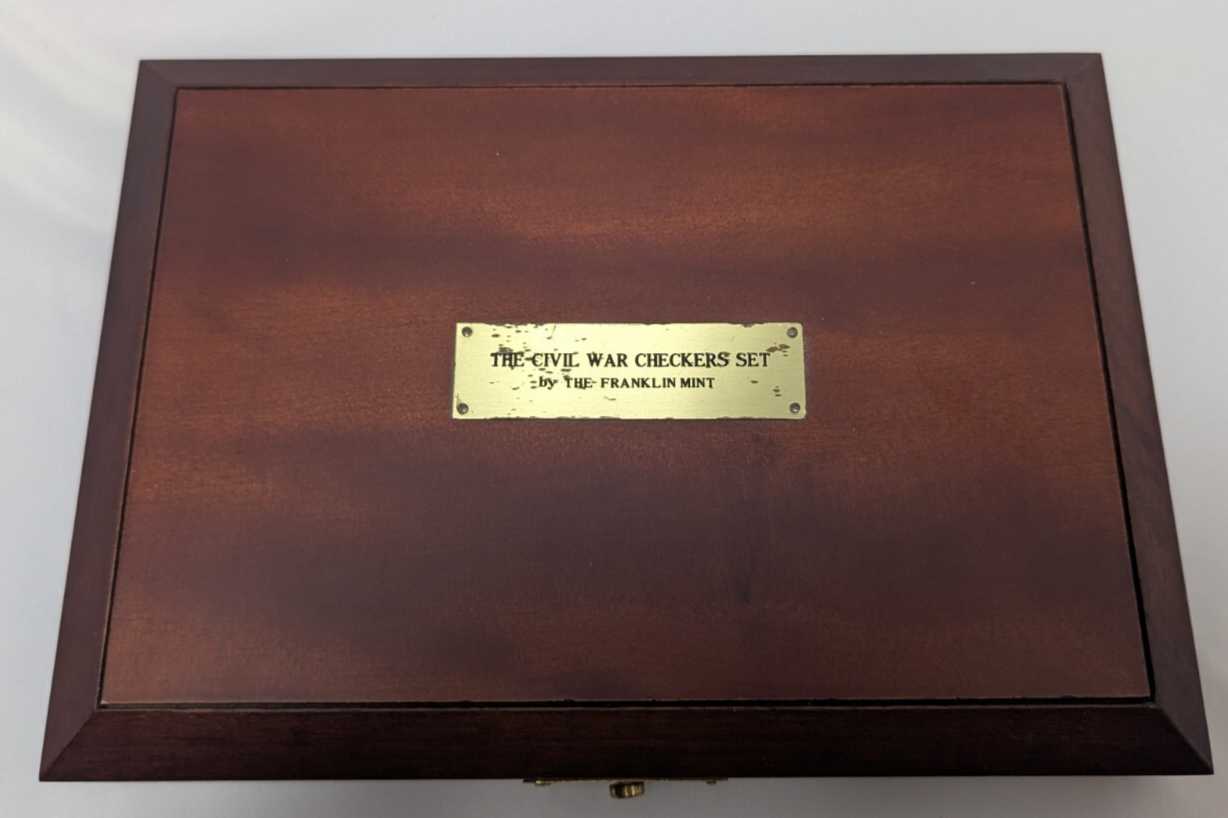 THE CIVIL WAR CHECKERS SET
by THE FRANKLIN MINT